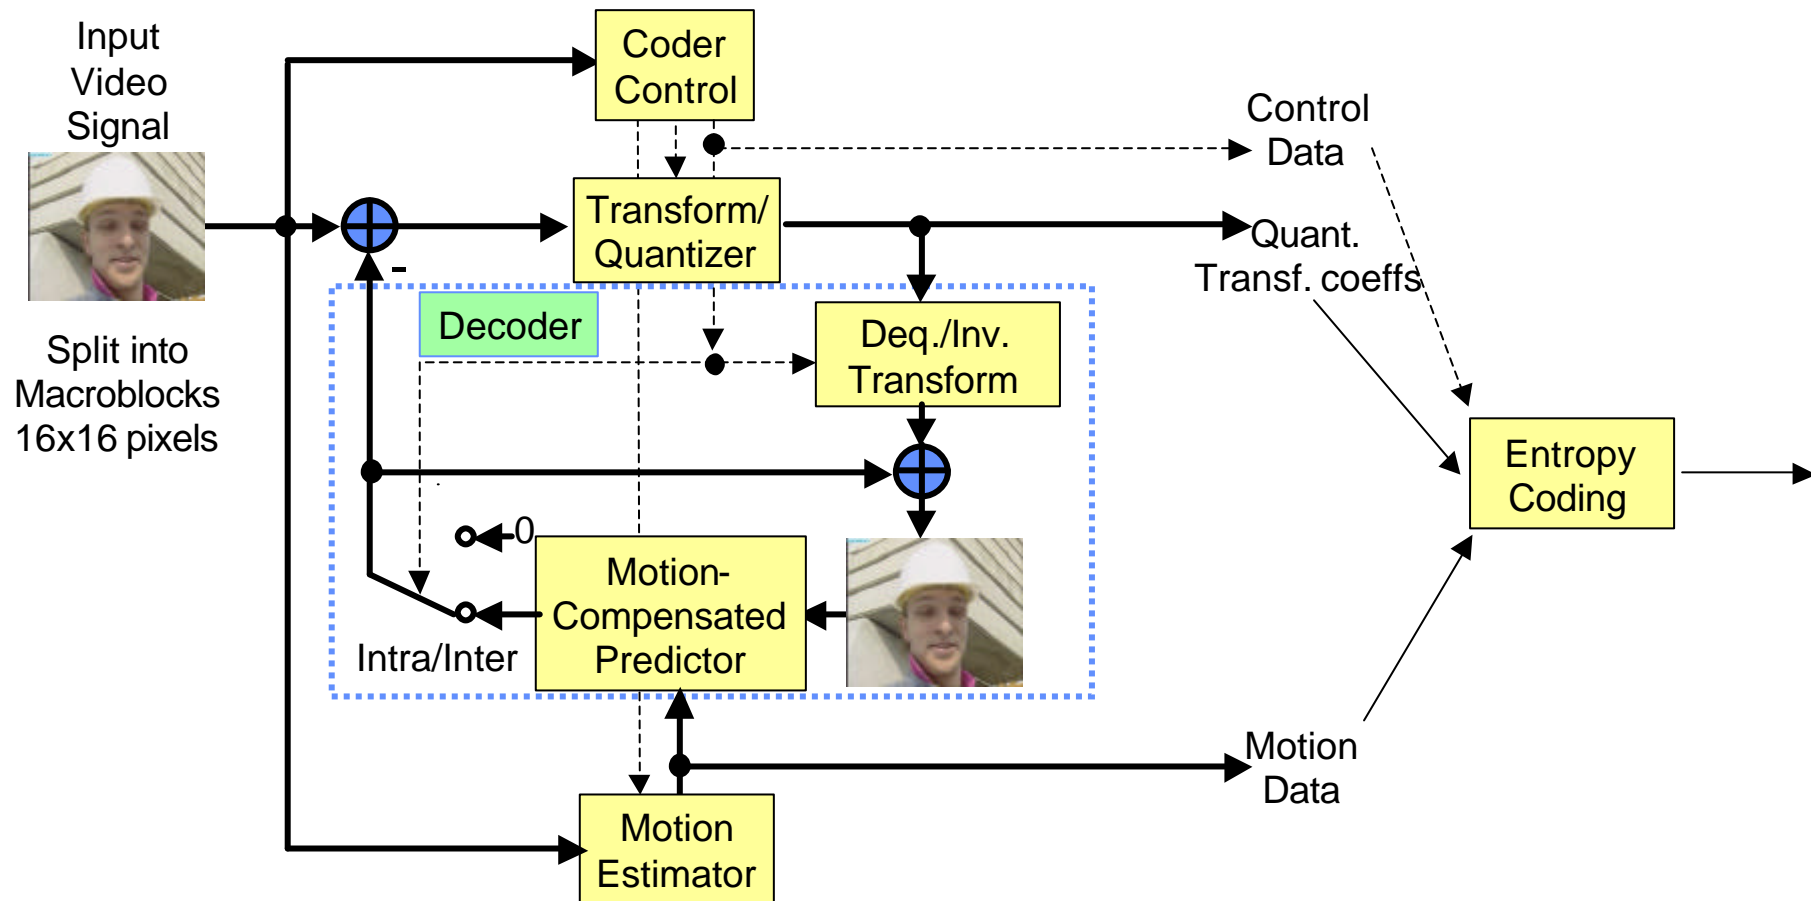 Input
Video
Signal
Split into
Macroblocks
16x16 pixels
Coder
Control
Transform/
Quantizer
-
Decoder
Deq./Inv.
Transform
0
Intra/Inter
Motion-
Compensated
Predictor
Motion
Estimator
Control
Data
Quant.
Transf. coeffs
Motion
Data
Entropy
Coding